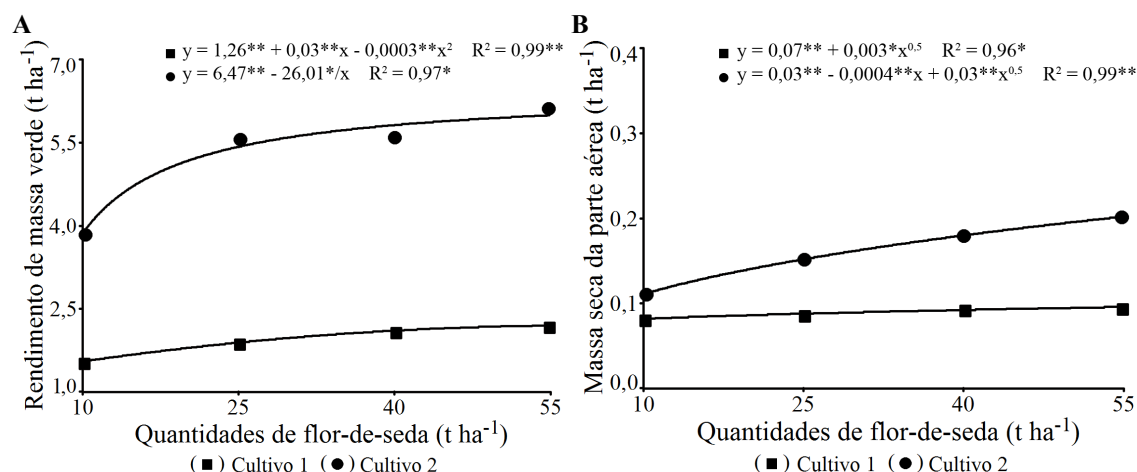 A
■ y = 1,26** + 0,03**x - 0,0003**x² R² = 0,99**
● y = 6,47** - 26,01*/x R² = 0,97*
Rendimento de massa verde (t ha⁻¹)
7,0
5,5
4,0
2,5
1,0
10 25 40 55
Quantidades de flor-de-seda (t ha⁻¹)
(■) Cultivo 1 (●) Cultivo 2
B
■ y = 0,07** + 0,003*x⁰,⁵ R² = 0,96*
● y = 0,03** - 0,0004**x + 0,03**x⁰,⁵ R² = 0,99**
Massa seca da parte aérea (t ha⁻¹)
0,4
0,3
0,2
0,1
0,0
10 25 40 55
Quantidades de flor-de-seda (t ha⁻¹)
(■) Cultivo 1 (●) Cultivo 2